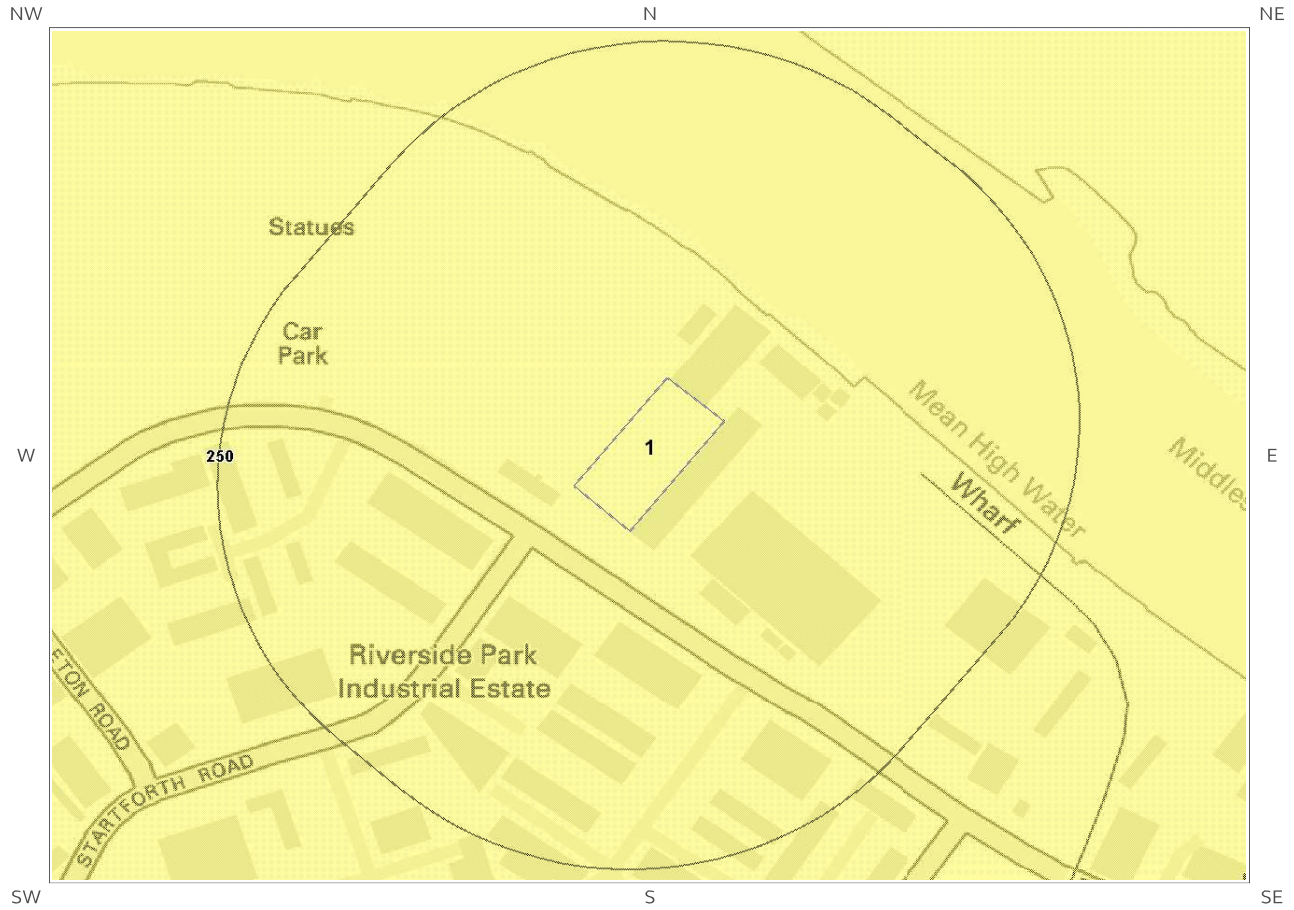 NW
N
NE
Statues
Car
Park
1
W
250
E
Mean High Water
Wharf
Riverside Park
Industrial Estate
ETON ROAD
STARTFORTH ROAD
SW
S
SE